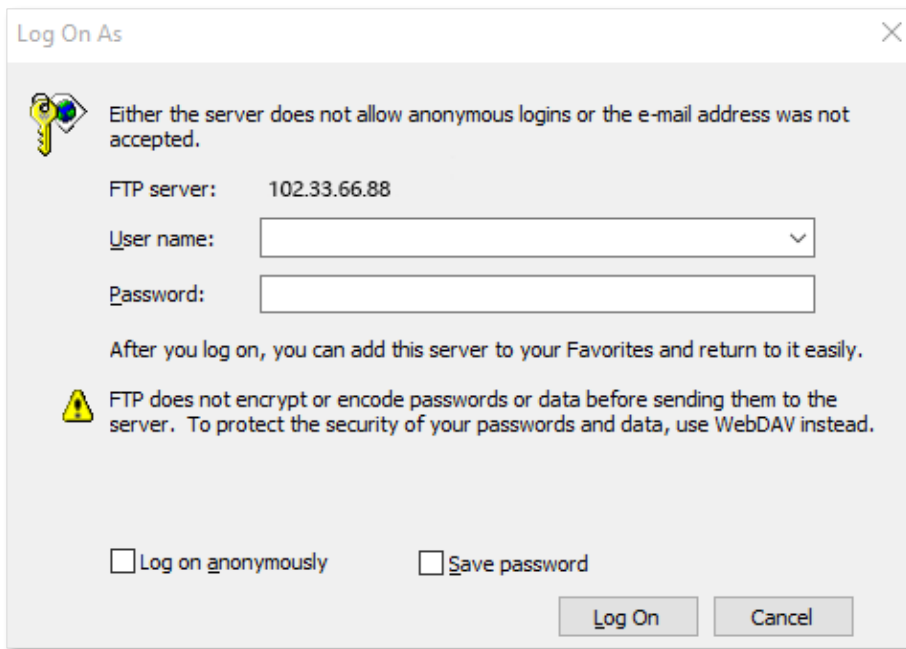 Log On As
Either the server does not allow anonymous logins or the e-mail address was not
accepted.
FTP server: 102.33.66.88
User name:
Password:
After you log on, you can add this server to your Favorites and return to it easily.
FTP does not encrypt or encode passwords or data before sending them to the
server.  To protect the security of your passwords and data, use WebDAV instead.
Log on anonymously Save password
Log On Cancel